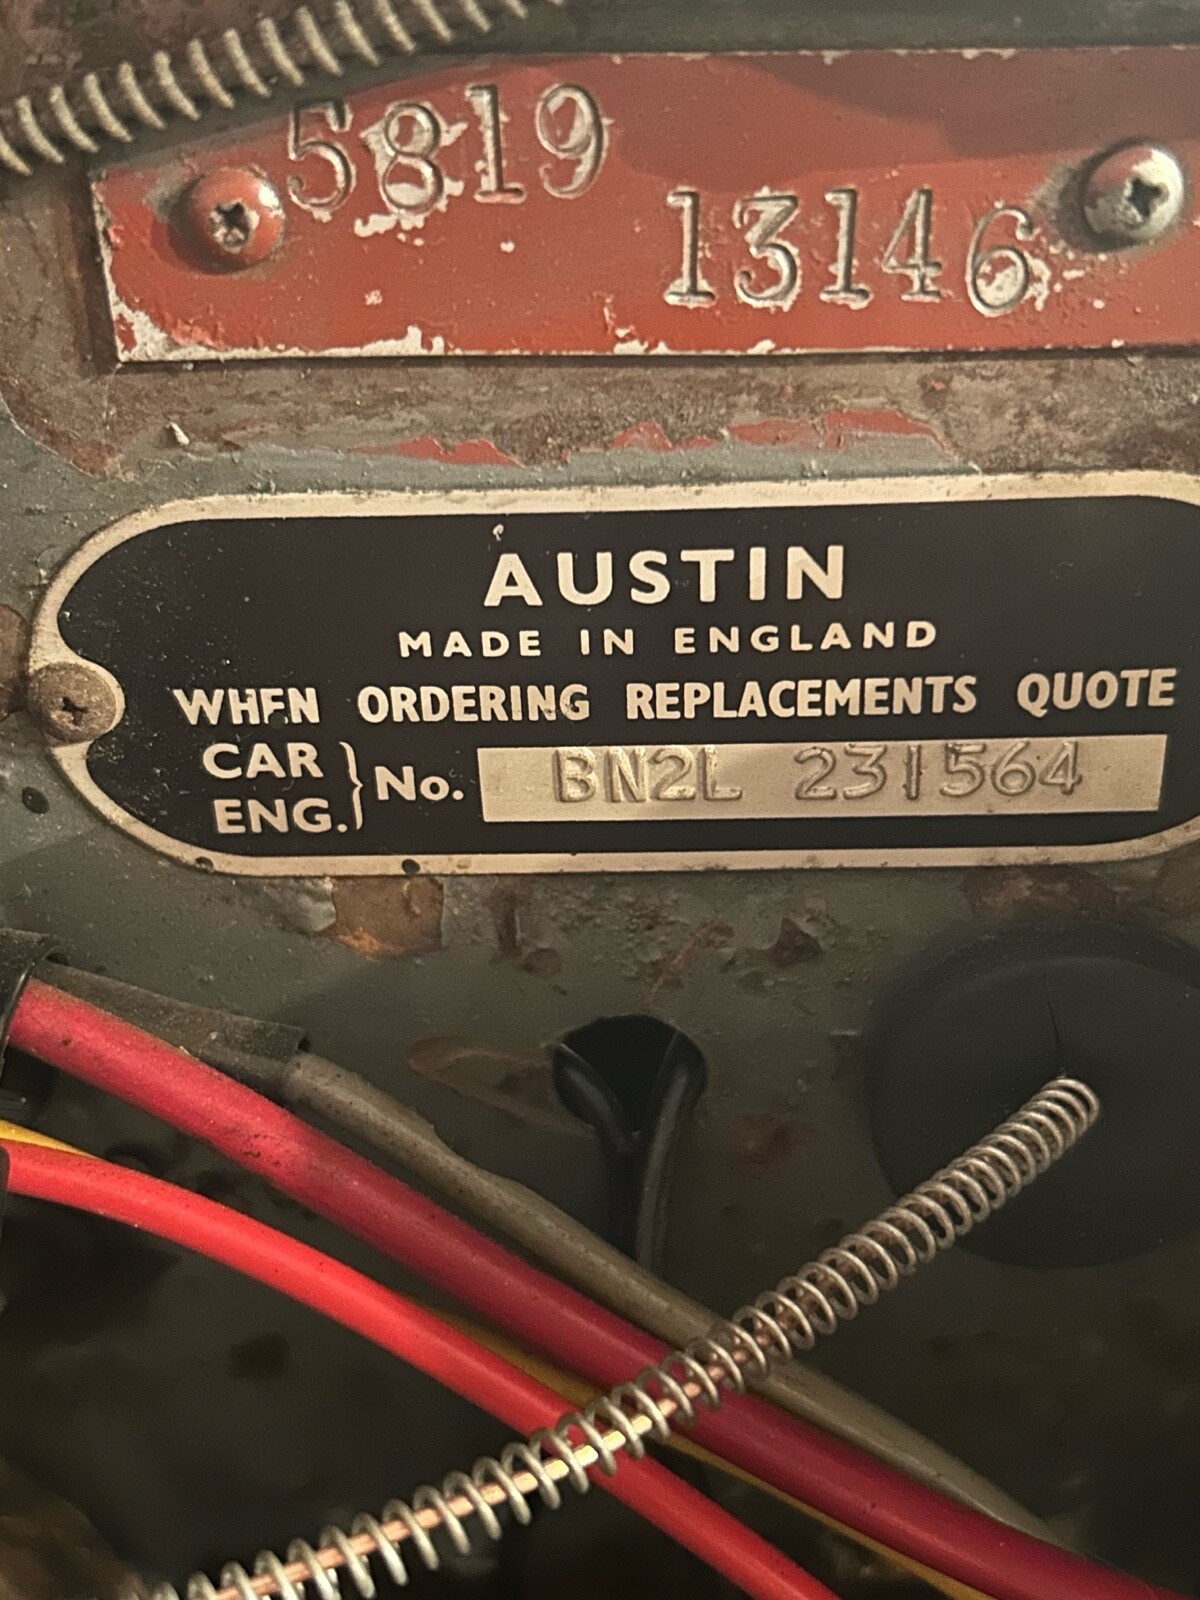 5819
13146
AUSTIN
MADE IN ENGLAND
WHEN ORDERING REPLACEMENTS QUOTE
CAR
ENG. } No. BN2L 231564